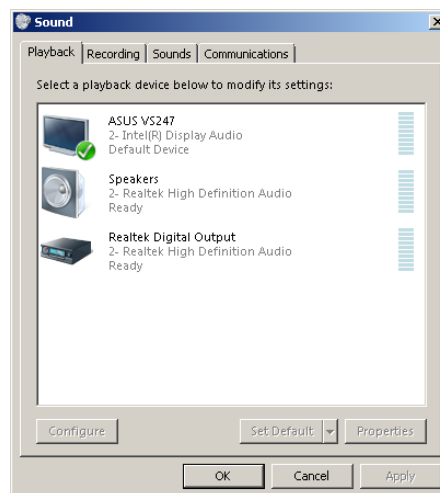 Sound
Playback Recording Sounds Communications
Select a playback device below to modify its settings:
ASUS VS247
2- Intel(R) Display Audio
Default Device
Speakers
2- Realtek High Definition Audio
Ready
Realtek Digital Output
2- Realtek High Definition Audio
Ready
Configure Set Default Properties
OK Cancel Apply